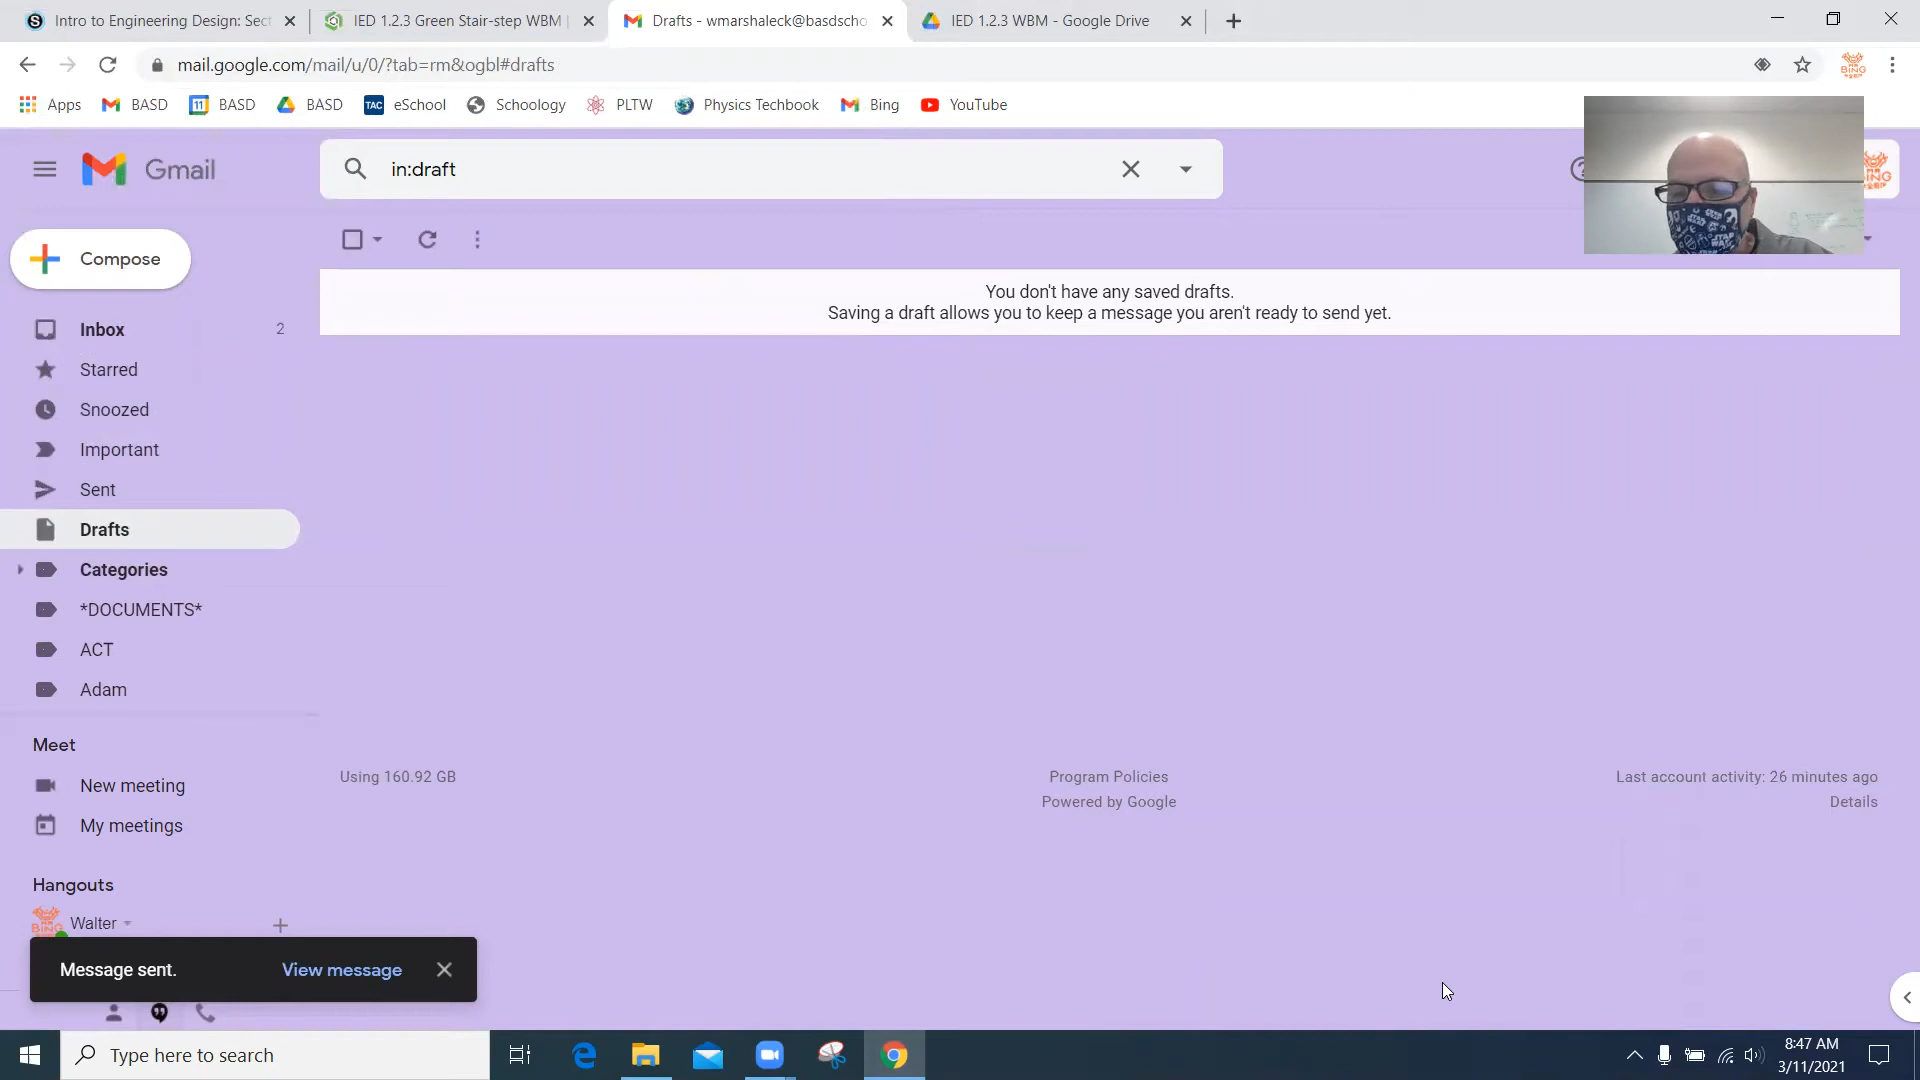 Intro to Engineering Design: Sect
IED 1.2.3 Green Stair-step WBM |
Drafts - wmarshaleck@basdscho
IED 1.2.3 WBM - Google Drive
mail.google.com/mail/u/0/?tab=rm&ogbl#drafts
Apps
BASD
BASD
BASD
eSchool
Schoology
PLTW
Physics Techbook
Bing
YouTube
Gmail
in:draft
Compose
You don't have any saved drafts.
Saving a draft allows you to keep a message you aren't ready to send yet.
Inbox 2
Starred
Snoozed
Important
Sent
Drafts
Categories
*DOCUMENTS*
ACT
Adam
Meet
New meeting
My meetings
Using 160.92 GB
Program Policies
Powered by Google
Last account activity: 26 minutes ago
Details
Hangouts
Walter
Message sent. View message
Type here to search
8:47 AM
3/11/2021